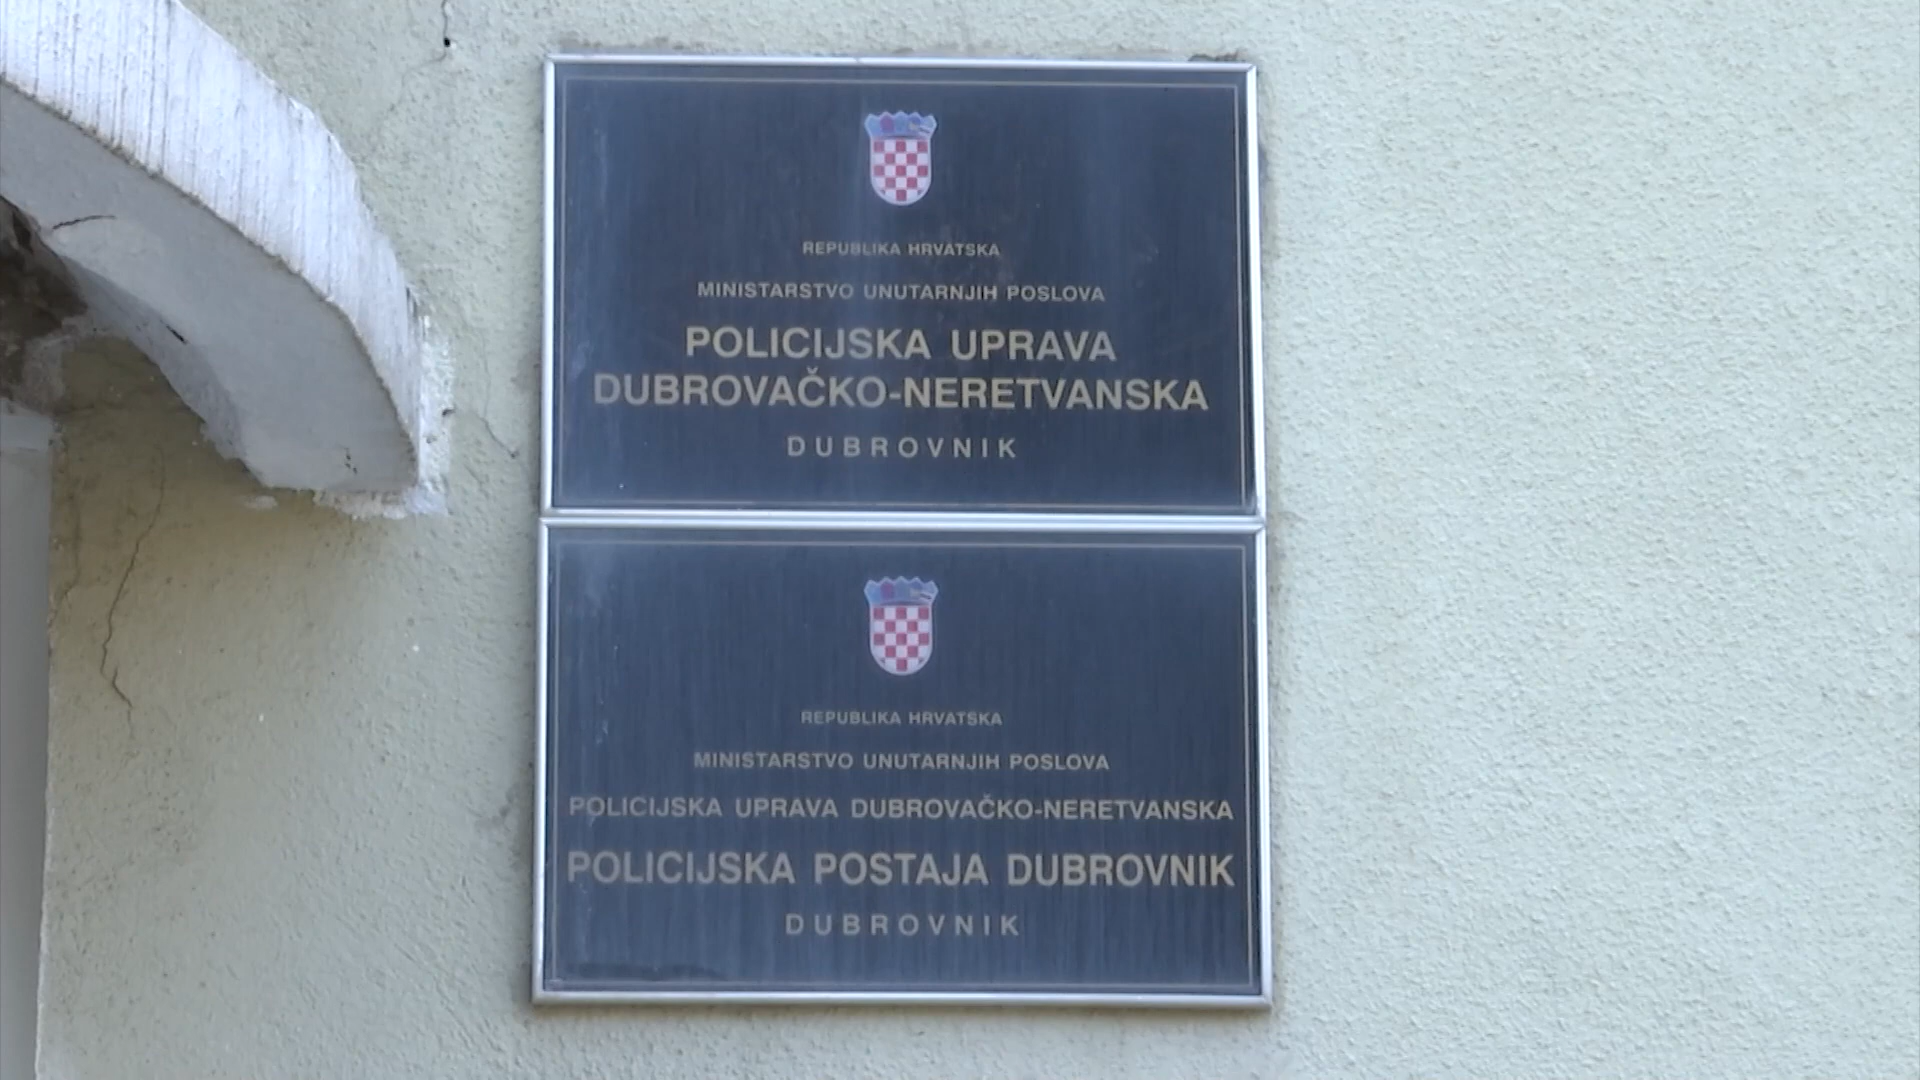 REPUBLIKA HRVATSKA
MINISTARSTVO UNUTARNJIH POSLOVA
POLICIJSKA UPRAVA
DUBROVAČKO-NERETVANSKA
DUBROVNIK
REPUBLIKA HRVATSKA
MINISTARSTVO UNUTARNJIH POSLOVA
POLICIJSKA UPRAVA DUBROVAČKO-NERETVANSKA
POLICIJSKA POSTAJA DUBROVNIK
DUBROVNIK